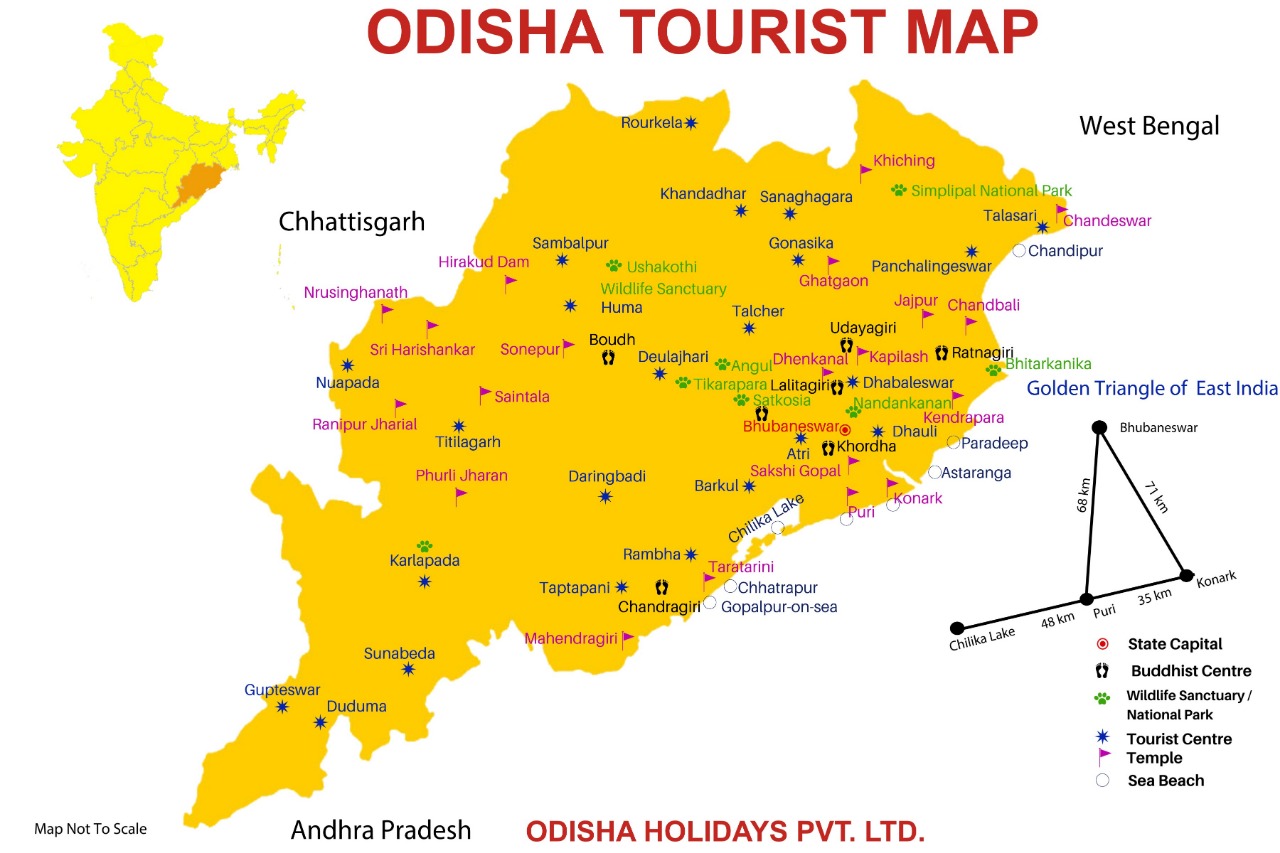 ODISHA TOURIST MAP
West Bengal
Chhattisgarh
Rourkela
Khiching
Simplipal National Park
Khandadhar
Sanaghagara
Talasari
Chandeswar
Sambalpur
Gonasika
Chandipur
Panchalingeswar
Hirakud Dam
Ushakothi
Wildlife Sanctuary
Ghatgaon
Nrusinghanath
Huma
Jajpur
Chandbali
Talcher
Udayagiri
Sri Harishankar
Sonepur
Boudh
Deulajhari
Angul
Dhenkanal
Kapilash
Ratnagiri
Bhitarkanika
Nuapada
Tikarapara
Lalitagiri
Dhabaleswar
Saintala
Satkosia
Nandankanan
Kendrapara
Ranipur Jharial
Titilagarh
Bhubaneswar
Dhauli
Atri
Khordha
Paradeep
Sakshi Gopal
Astaranga
Phurli Jharan
Daringbadi
Barkul
Konark
Puri
Chilika Lake
Karlapada
Rambha
Taratarini
Taptapani
Chhatrapur
Chandragiri
Gopalpur-on-sea
Mahendragiri
Sunabeda
Gupteswar
Duduma
Golden Triangle of East India
Bhubaneswar
68 km
71 km
Konark
35 km
Puri
48 km
Chilika Lake
State Capital
Buddhist Centre
Wildlife Sanctuary /
National Park
Tourist Centre
Temple
Sea Beach
Map Not To Scale
Andhra Pradesh
ODISHA HOLIDAYS PVT. LTD.